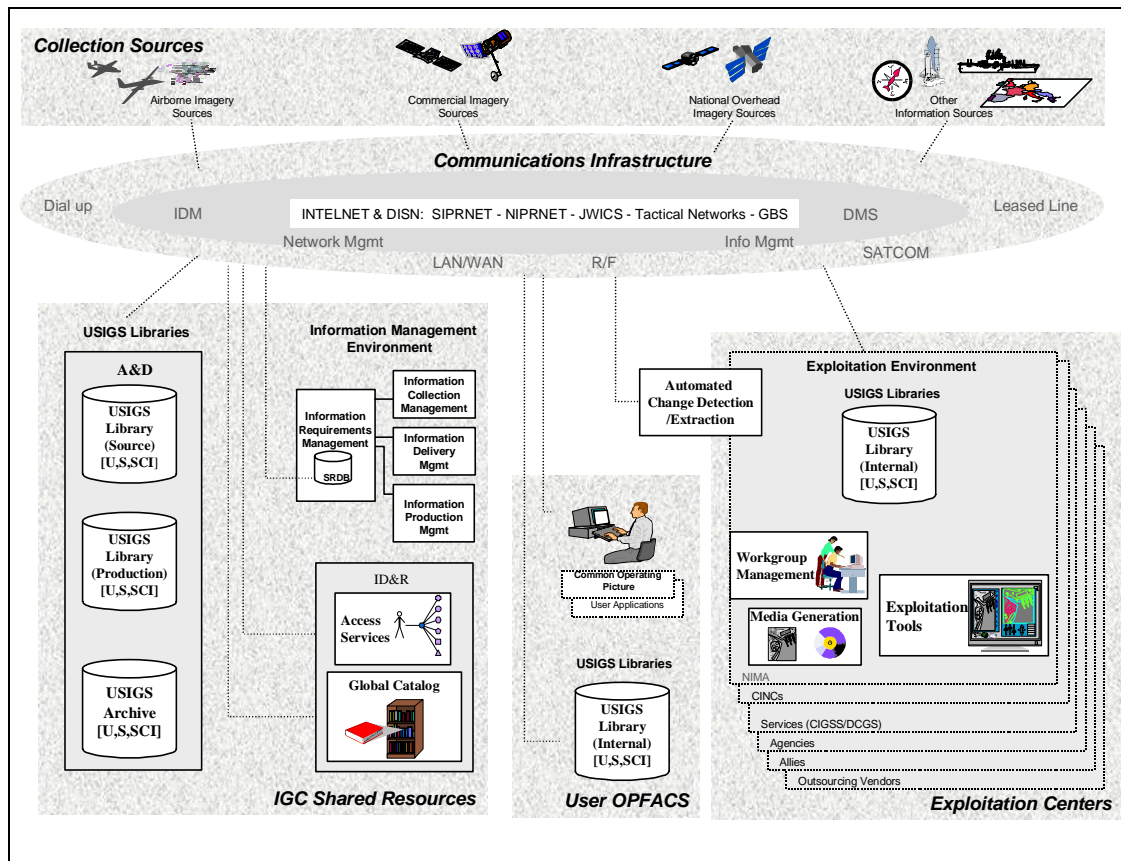 Collection Sources
Airborne Imagery
Sources
Commercial Imagery
Sources
National Overhead
Imagery Sources
Other
Information Sources
Communications Infrastructure
Dial up
IDM
INTELNET & DISN: SIPRNET - NIPRNET - JWICS - Tactical Networks - GBS
DMS
Leased Line
Network Mgmt
Info Mgmt
LAN/WAN
R/F
SATCOM
USIGS Libraries
A&D
USIGS
Library
(Source)
[U,S,SCI]
USIGS
Library
(Production)
[U,S,SCI]
USIGS
Archive
[U,S,SCI]
Information Management
Environment
Information
Requirements
Management
SRDB
Information
Collection
Management
Information
Delivery
Mgmt
Information
Production
Mgmt
ID&R
Access
Services
Global Catalog
IGC Shared Resources
Common Operating
Picture
User Applications
USIGS Libraries
USIGS
Library
(Internal)
[U,S,SCI]
User OPFACS
Automated
Change Detection
/Extraction
Exploitation Environment
USIGS Libraries
USIGS
Library
(Internal)
[U,S,SCI]
Workgroup
Management
Media Generation
Exploitation
Tools
NIMA
CINCs
Services (CIGSS/DCGS)
Agencies
Allies
Outsourcing Vendors
Exploitation Centers